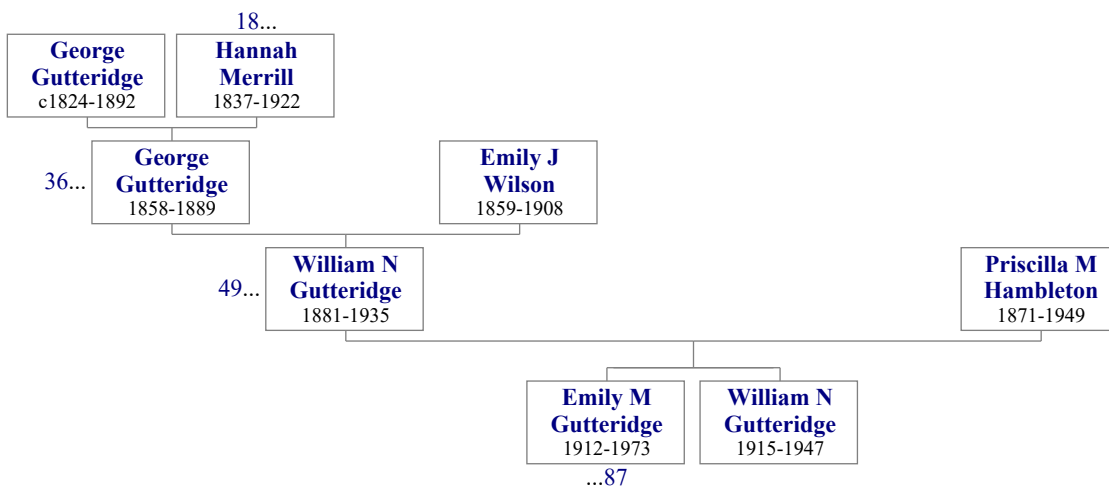 18...
George
Gutteridge
c1824-1892
Hannah
Merrill
1837-1922
36...
George
Gutteridge
1858-1889
Emily J
Wilson
1859-1908
49...
William N
Gutteridge
1881-1935
Priscilla M
Hambleton
1871-1949
Emily M
Gutteridge
1912-1973
William N
Gutteridge
1915-1947
...87